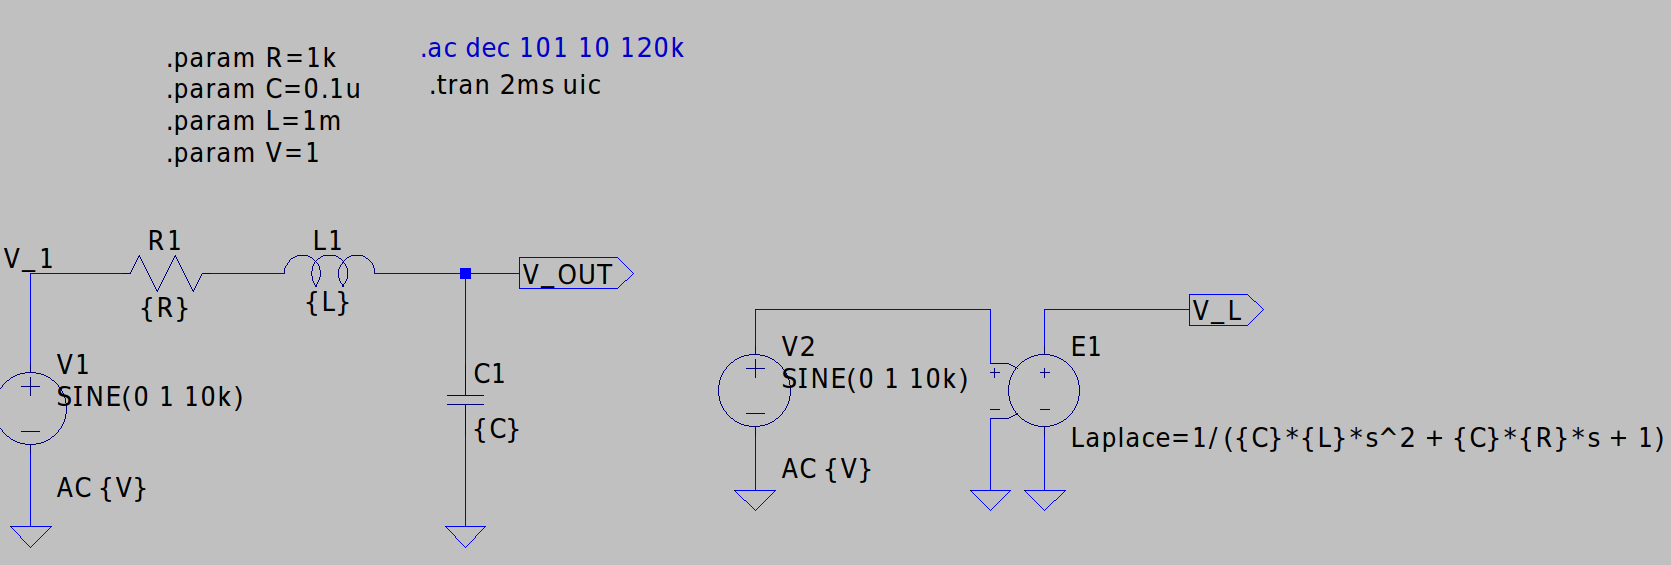 .param R=1k
.param C=0.1u
.param L=1m
.param V=1
.ac dec 101 10 120k
.tran 2ms uic
V_1
R1
{R}
L1
{L}
V_OUT
V1
SINE(0 1 10k)
AC {V}
C1
{C}
V2
SINE(0 1 10k)
AC {V}
V_L
E1
Laplace=1/({C}*{L}*s^2 + {C}*{R}*s + 1)